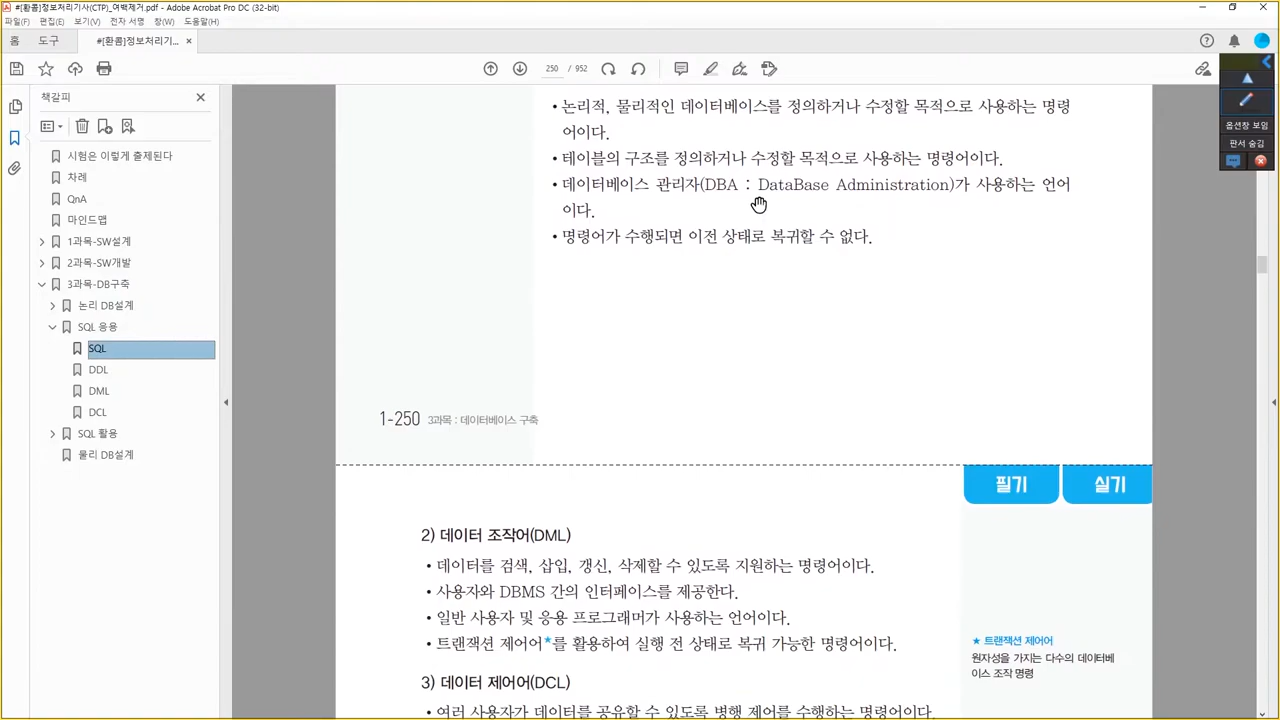 #[환콤]정보처리기사(CTP)_여백제거.pdf - Adobe Acrobat Pro DC (32-bit)
파일(F) 편집(E) 보기(V) 전자 서명 창(W) 도움말(H)
홈 도구 #[환콤]정보처리기사(C... ×
250 / 952
책갈피
시험은 이렇게 출제된다
차례
QnA
마인드맵
1과목-SW설계
2과목-SW개발
3과목-DB구축
논리 DB설계
SQL 응용
SQL
DDL
DML
DCL
SQL 활용
물리 DB설계
• 논리적, 물리적인 데이터베이스를 정의하거나 수정할 목적으로 사용하는 명령
어이다.
• 테이블의 구조를 정의하거나 수정할 목적으로 사용하는 명령어이다.
• 데이터베이스 관리자(DBA : DataBase Administration)가 사용하는 언어
이다.
• 명령어가 수행되면 이전 상태로 복귀할 수 없다.
1-250 3과목 : 데이터베이스 구축
필기 실기
2) 데이터 조작어(DML)
• 데이터를 검색, 삽입, 갱신, 삭제할 수 있도록 지원하는 명령어이다.
• 사용자와 DBMS 간의 인터페이스를 제공한다.
• 일반 사용자 및 응용 프로그래머가 사용하는 언어이다.
• 트랜잭션 제어어★를 활용하여 실행 전 상태로 복귀 가능한 명령어이다.
★ 트랜잭션 제어어
원자성을 가지는 다수의 데이터베
이스 조작 명령
3) 데이터 제어어(DCL)
• 여러 사용자가 데이터를 공유할 수 있도록 병행 제어를 수행하는 명령어이다.
옵션창 보임
판서 숨김